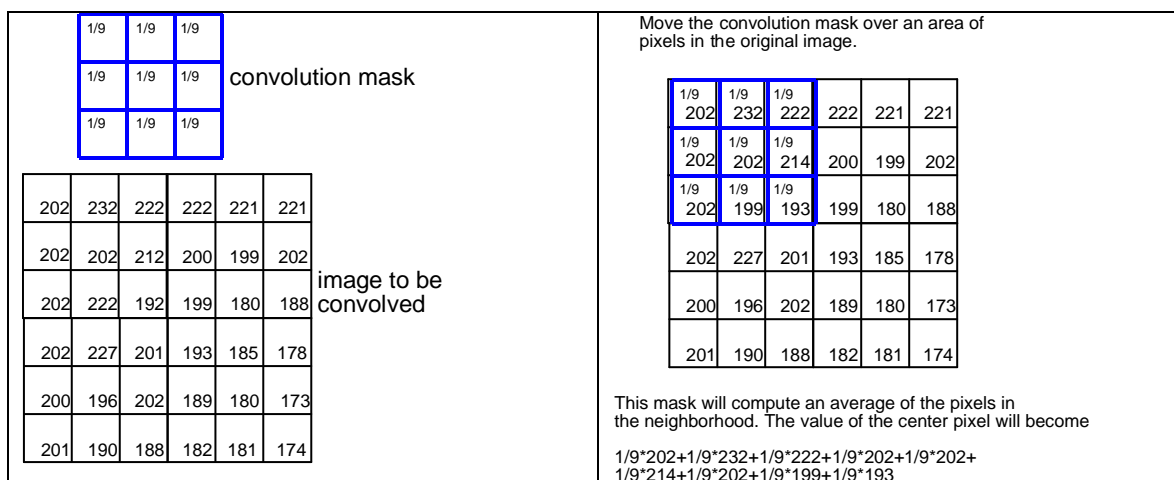 1/9 1/9 1/9
1/9 1/9 1/9
1/9 1/9 1/9
convolution mask
202 232 222 222 221 221
202 202 212 200 199 202
202 222 192 199 180 188
202 227 201 193 185 178
200 196 202 189 180 173
201 190 188 182 181 174
image to be
convolved
Move the convolution mask over an area of
pixels in the original image.
1/9 1/9 1/9
202 232 222 222 221 221
1/9 1/9 1/9
202 202 214 200 199 202
1/9 1/9 1/9
202 199 193 199 180 188
202 227 201 193 185 178
200 196 202 189 180 173
201 190 188 182 181 174
This mask will compute an average of the pixels in
the neighborhood. The value of the center pixel will become
1/9*202+1/9*232+1/9*222+1/9*202+1/9*202+
1/9*214+1/9*202+1/9*199+1/9*193